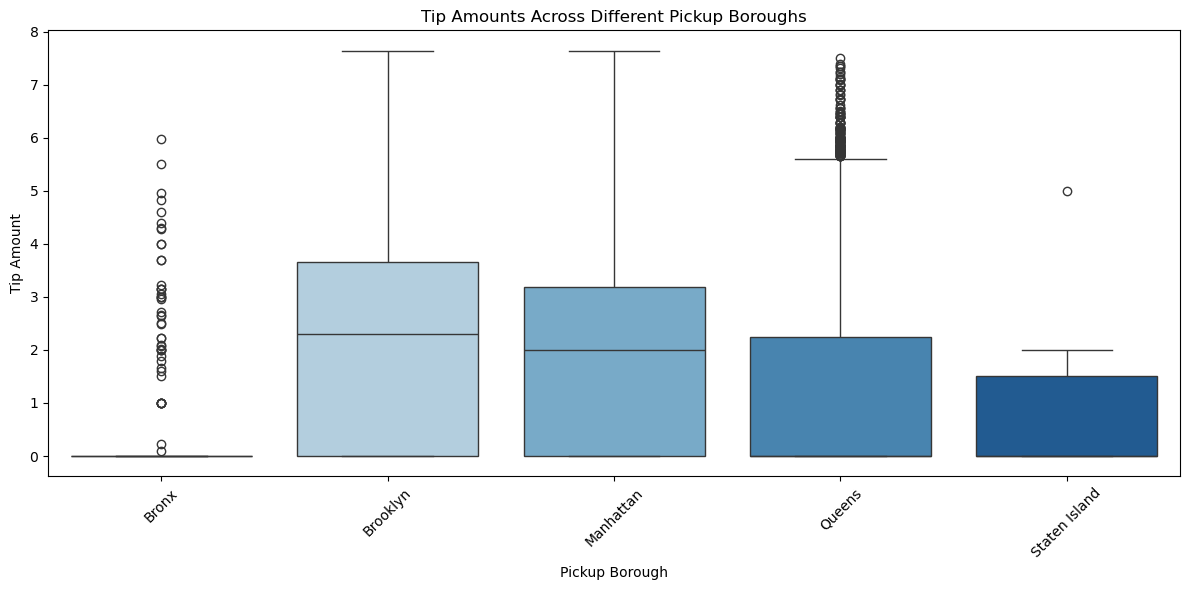 Tip Amounts Across Different Pickup Boroughs
Tip Amount
8
7
6
5
4
3
2
1
0
Bronx
Brooklyn
Manhattan
Queens
Staten Island
Pickup Borough